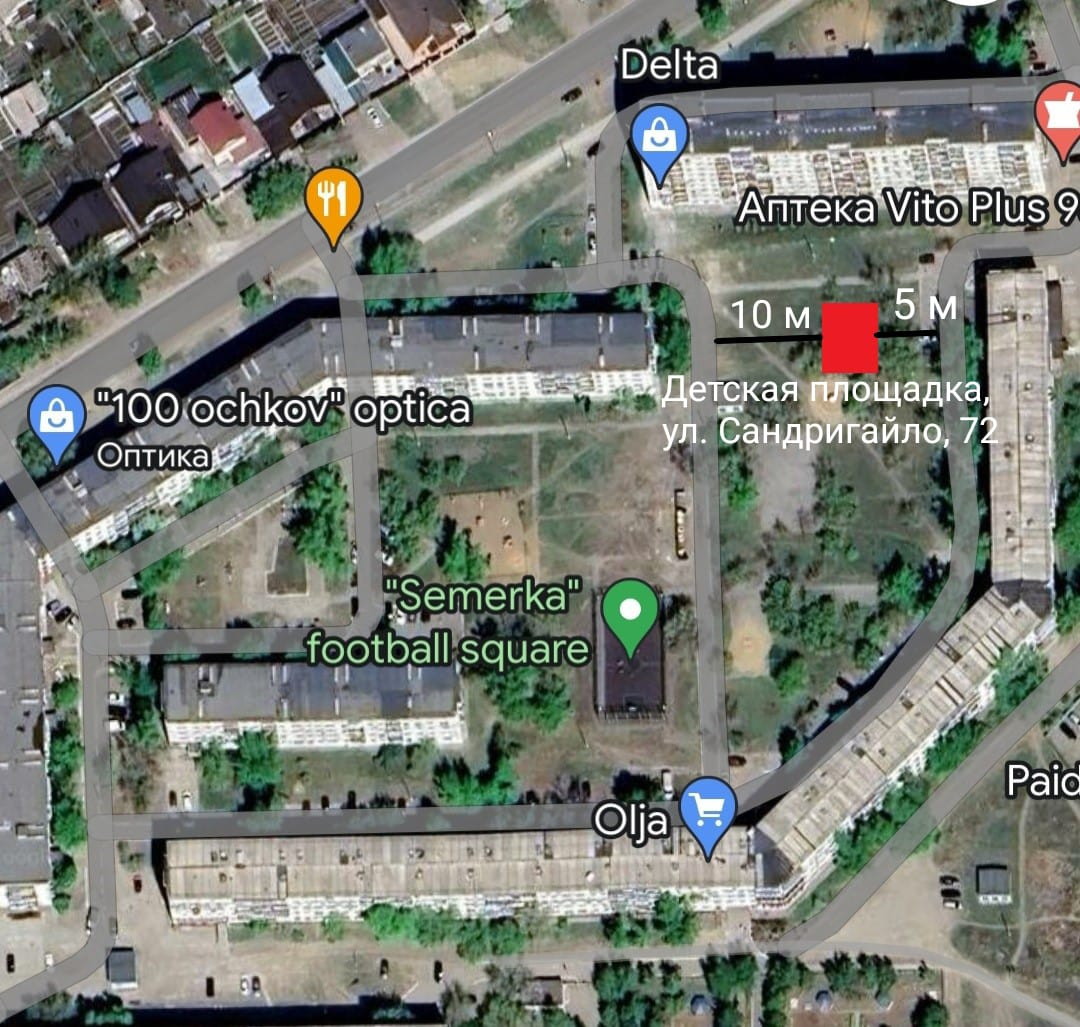 Delta
Аптека Vito Plus 9
10 м
5 м
Детская площадка,
ул. Сандригайло, 72
"100 ochkov" optica
Оптика
"Semerka"
football square
Olja
Paid